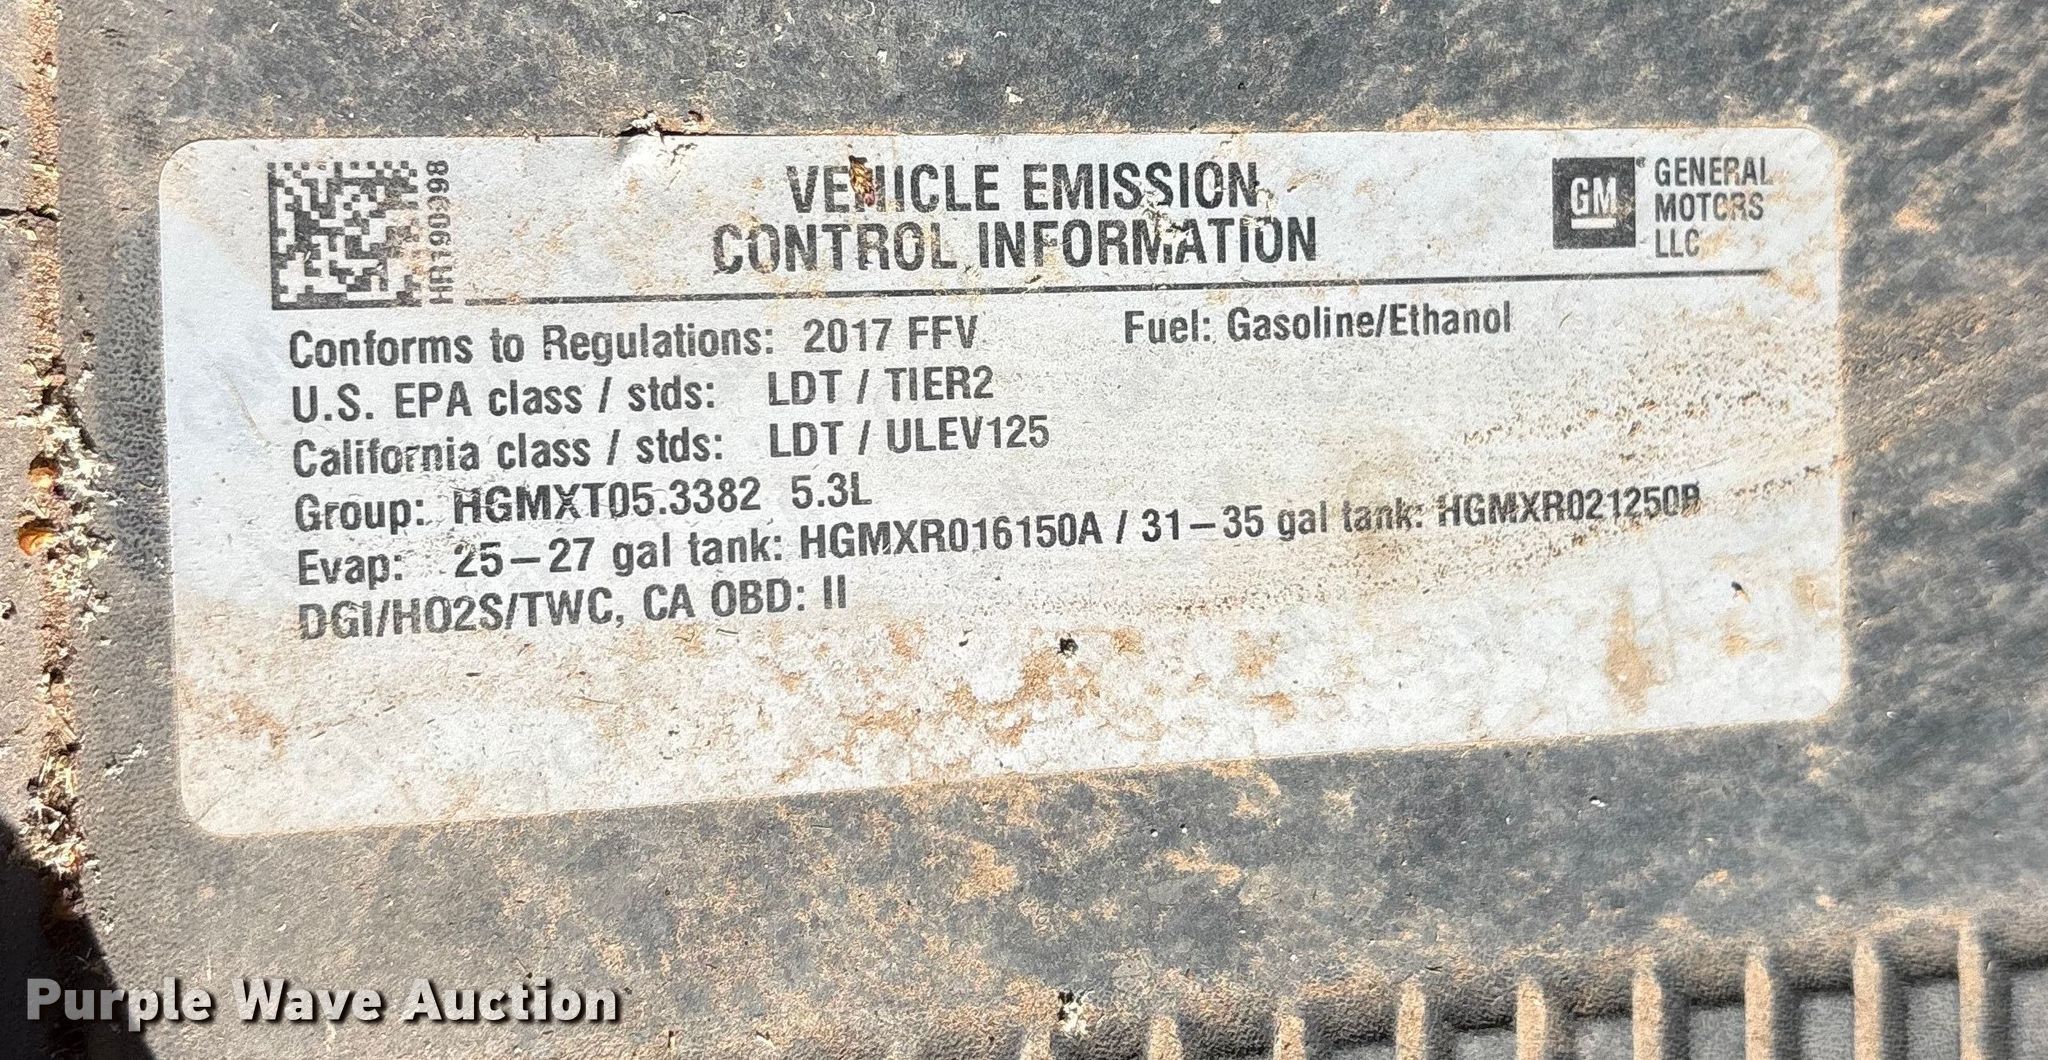 HR190998
VEHICLE EMISSION
CONTROL INFORMATION
GM
GENERAL
MOTORS
LLC
Conforms to Regulations: 2017 FFV Fuel: Gasoline/Ethanol
U.S. EPA class / stds: LDT / TIER2
California class / stds: LDT / ULEV125
Group: HGMXT05.3382 5.3L
Evap: 25-27 gal tank: HGMXR016150A / 31-35 gal tank: HGMXR021250B
DGI/HO2S/TWC, CA OBD: II
Purple Wave Auction